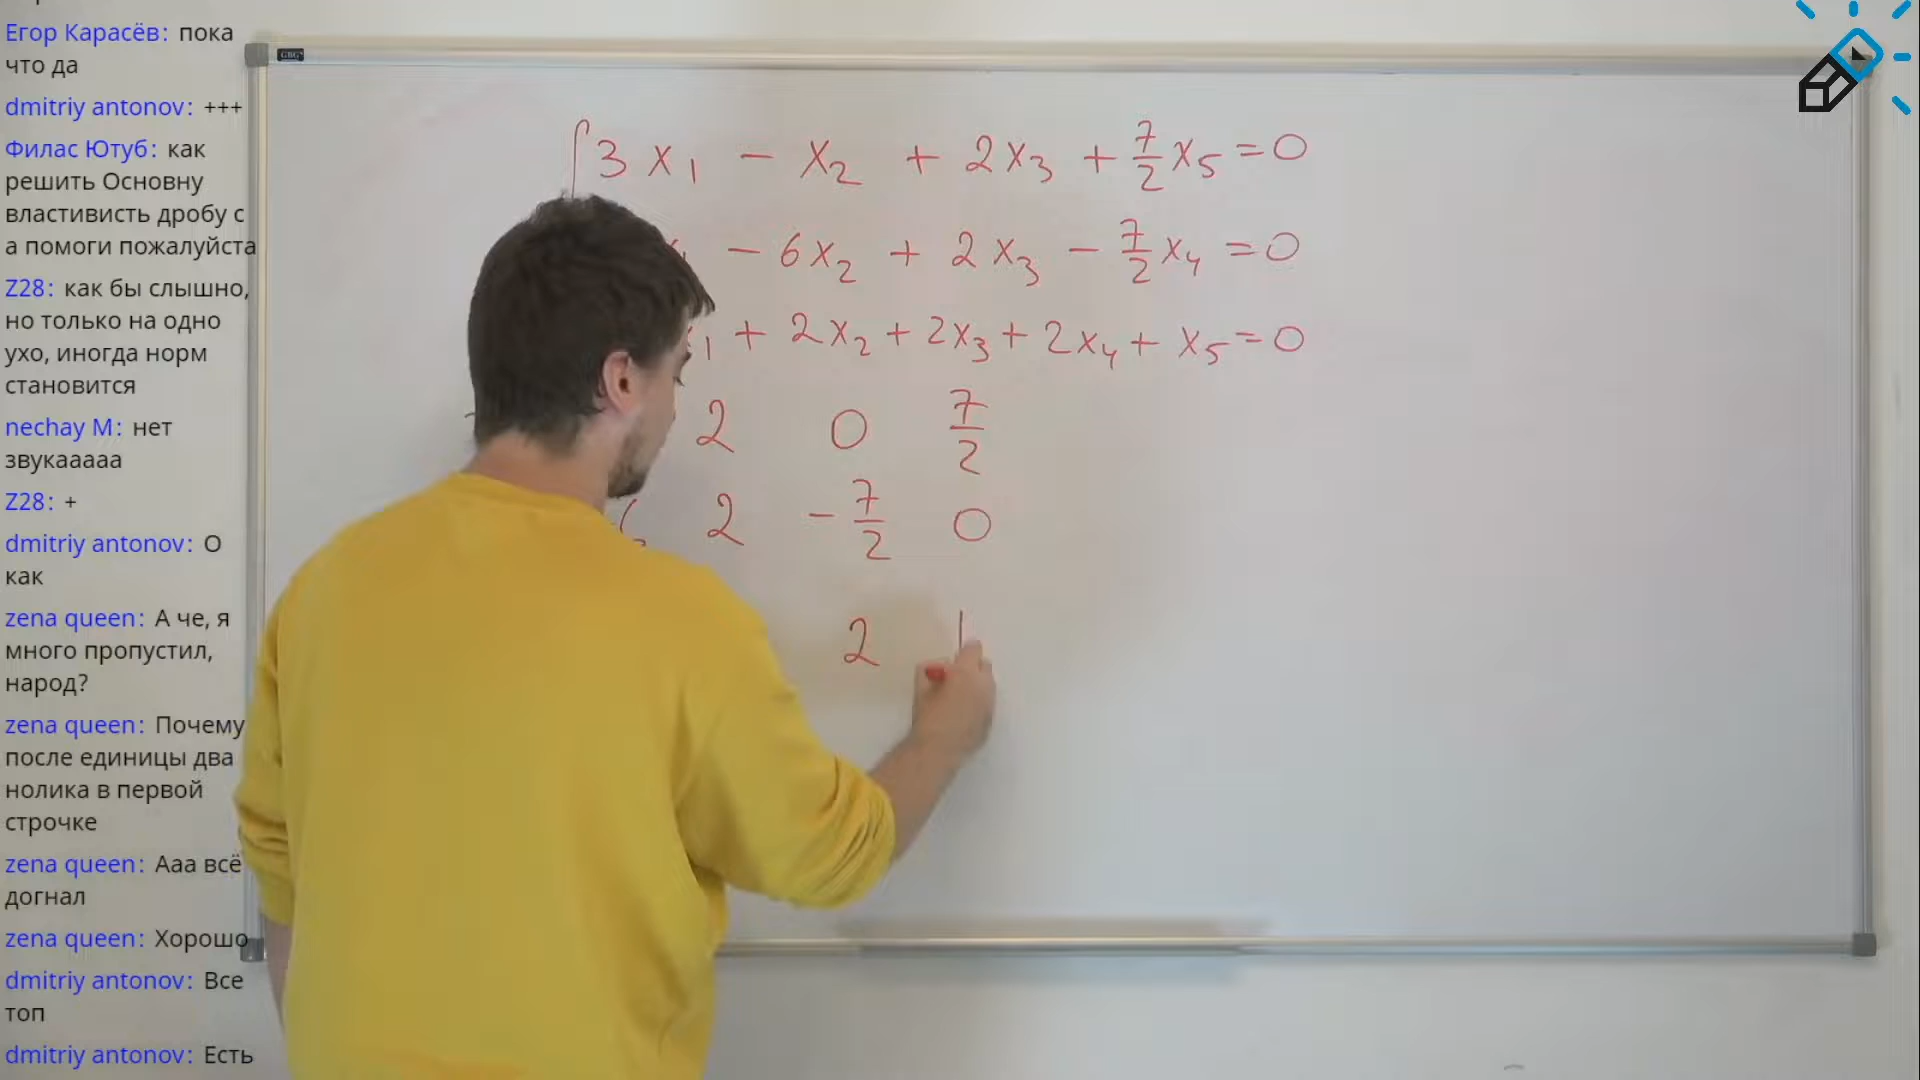 Егор Карасёв: пока
что да
dmitriy antonov: +++
Филас Ютуб: как
решить Основну
властивисть дробу с
а помоги пожалуйста
Z28: как бы слышно,
но только на одно
ухо, иногда норм
становится
nechay M: нет
звукааааа
Z28: +
dmitriy antonov: О
как
zena queen: А че, я
много пропустил,
народ?
zena queen: Почему
после единицы два
нолика в первой
строчке
zena queen: Ааа всё
догнал
zena queen: Хорошо
dmitriy antonov: Все
топ
dmitriy antonov: Есть
GBG
3x₁ - x₂ + 2x₃ + 7/2 x₅ = 0
- 6x₂ + 2x₃ - 7/2 x₄ = 0
₁ + 2x₂ + 2x₃ + 2x₄ + x₅ = 0
2 0 7/2
2 - 7/2 0
2 1